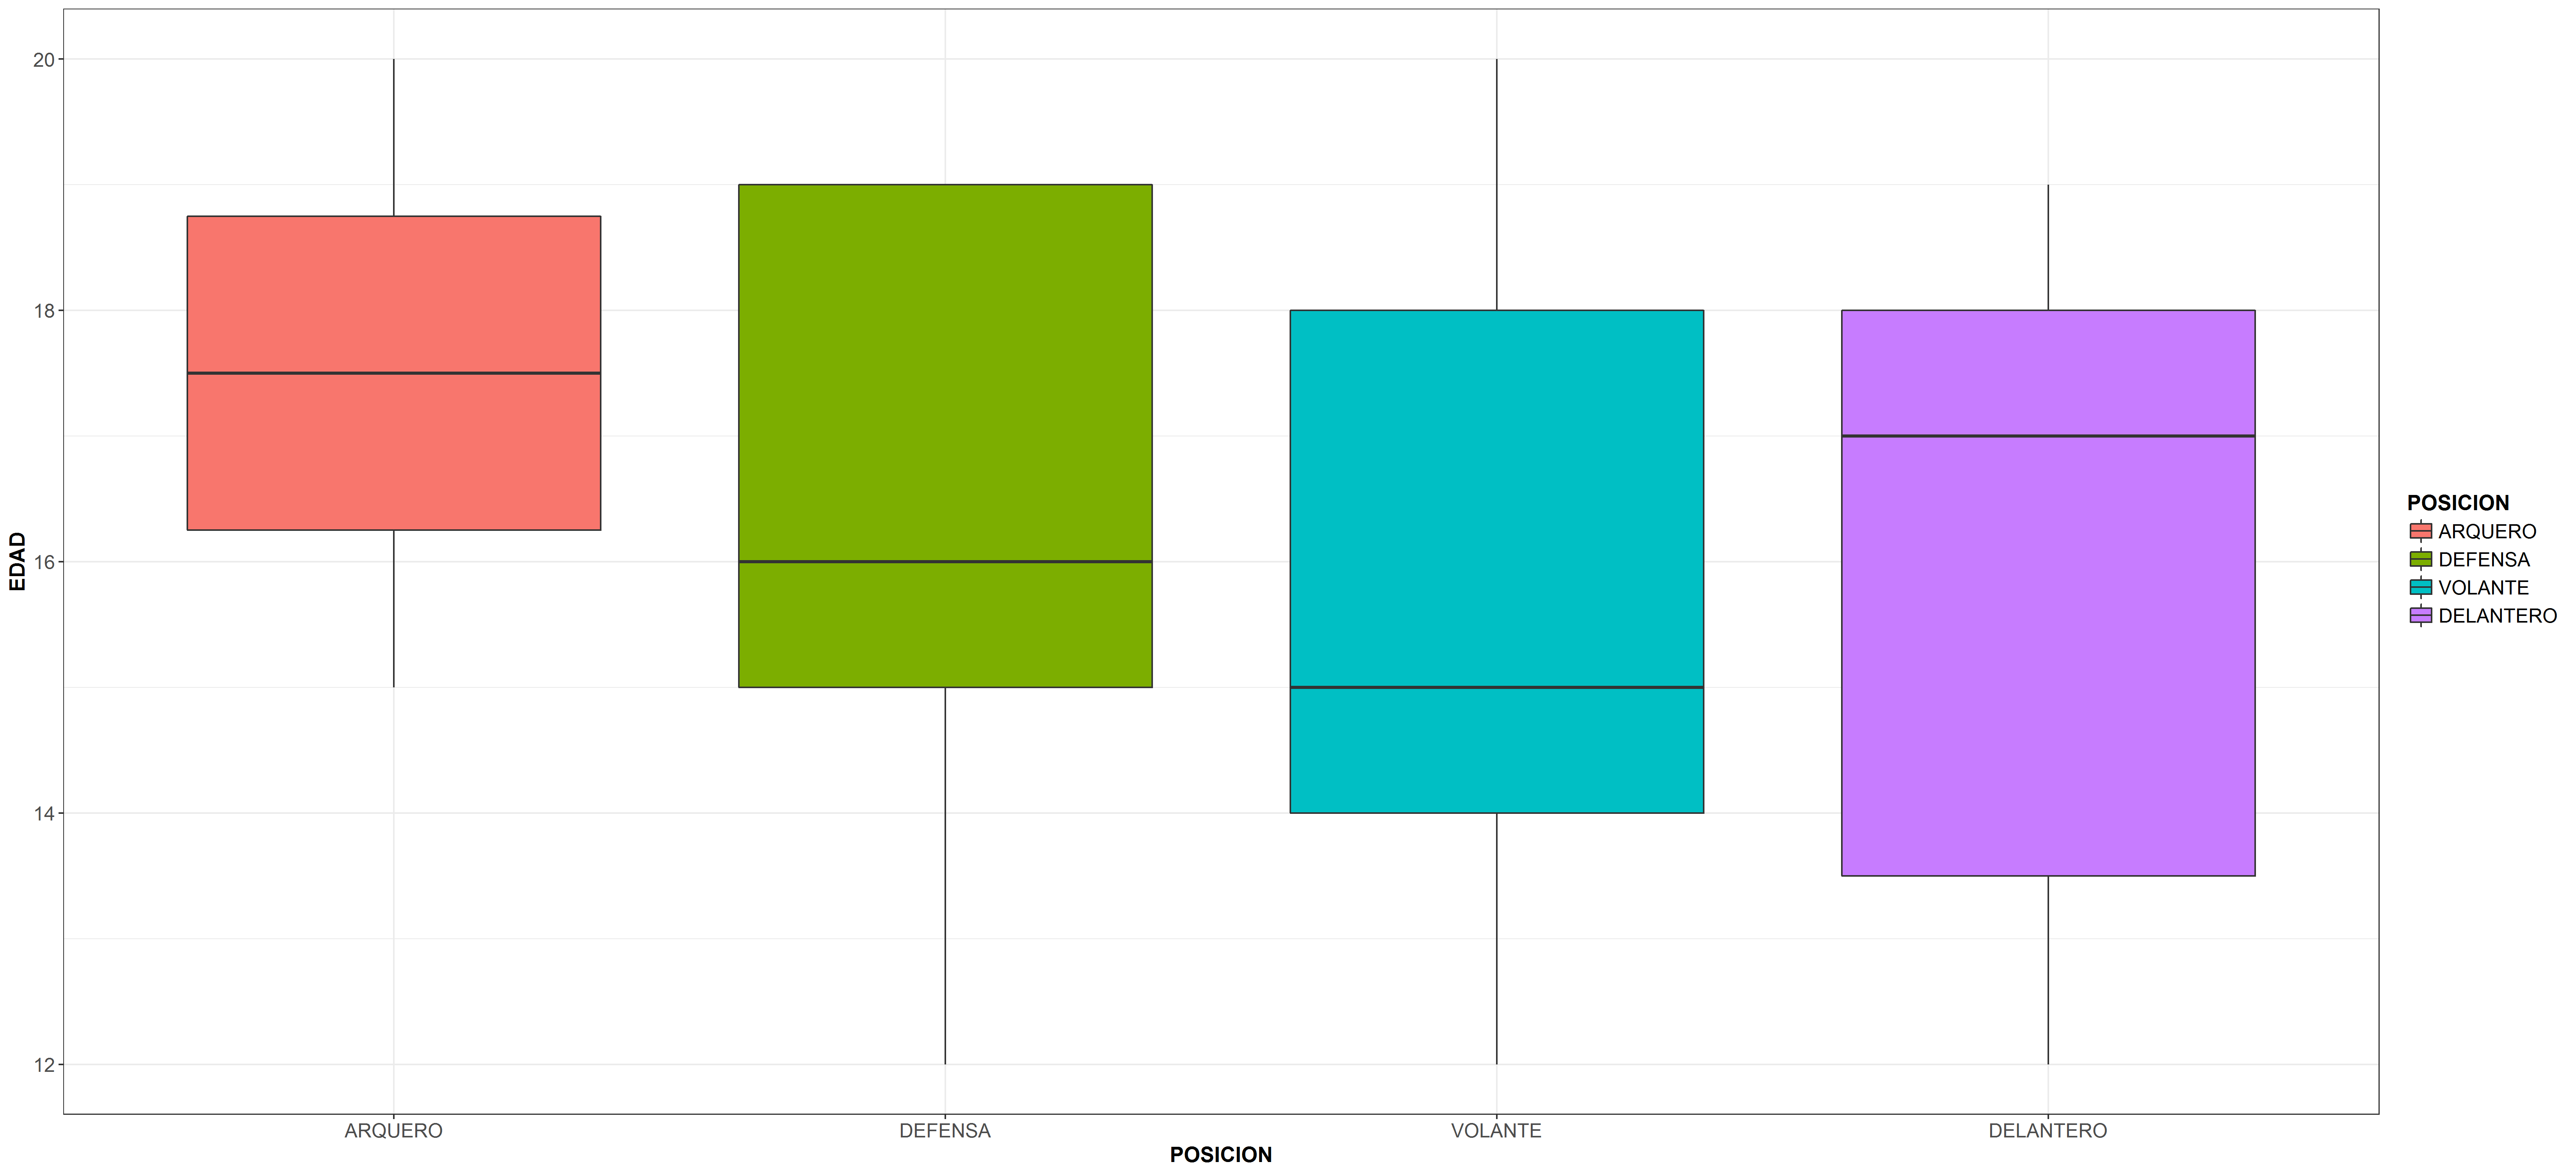 EDAD
20
18
16
14
12
ARQUERO
DEFENSA
VOLANTE
DELANTERO
POSICION
POSICION
ARQUERO
DEFENSA
VOLANTE
DELANTERO